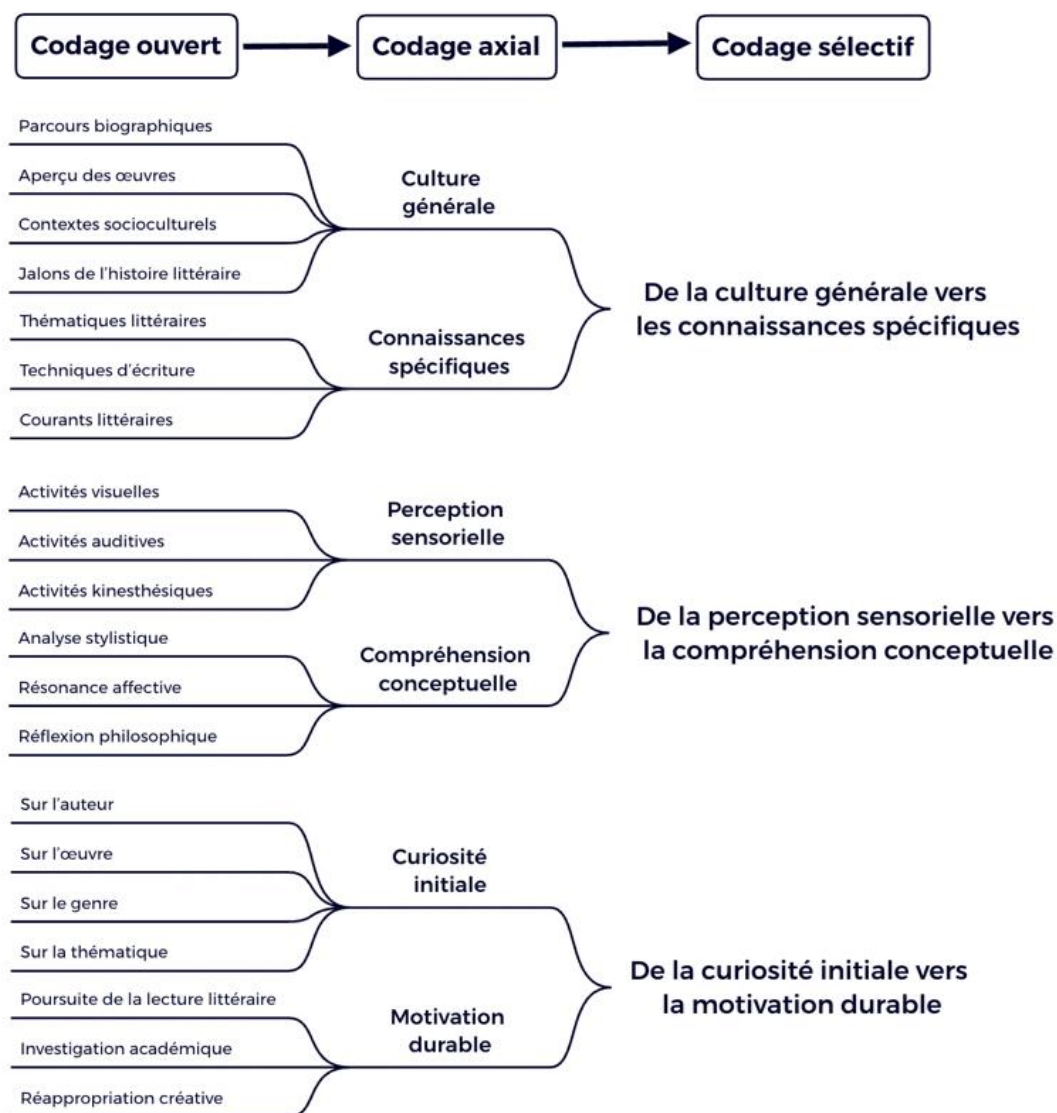 Codage ouvert
Codage axial
Codage sélectif
Parcours biographiques
Aperçu des œuvres
Contextes socioculturels
Jalons de l'histoire littéraire
Culture
générale
Thématiques littéraires
Techniques d'écriture
Courants littéraires
Connaissances
spécifiques
De la culture générale vers
les connaissances spécifiques
Activités visuelles
Activités auditives
Activités kinesthésiques
Perception
sensorielle
Analyse stylistique
Résonance affective
Réflexion philosophique
Compréhension
conceptuelle
De la perception sensorielle vers
la compréhension conceptuelle
Sur l'auteur
Sur l'œuvre
Sur le genre
Sur la thématique
Curiosité
initiale
Poursuite de la lecture littéraire
Investigation académique
Réappropriation créative
Motivation
durable
De la curiosité initiale vers
la motivation durable